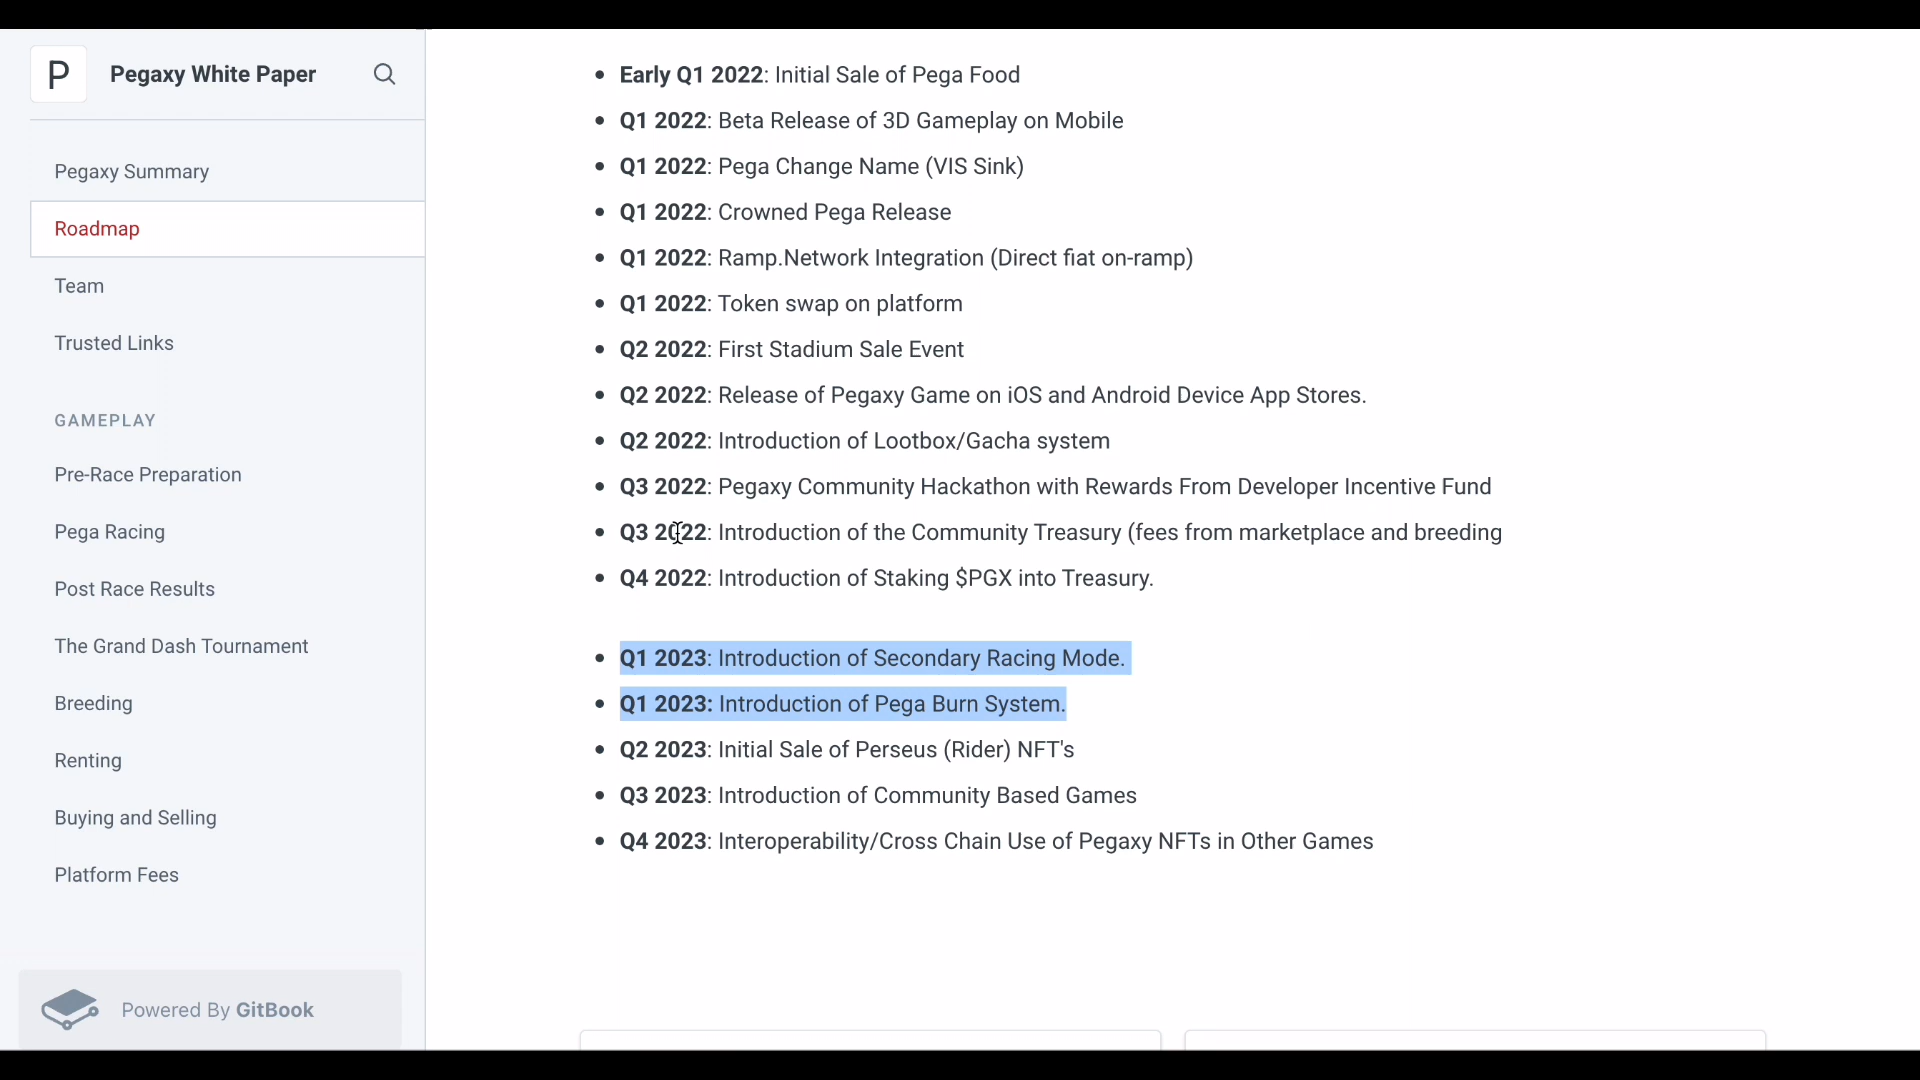 P
Pegaxy White Paper
Pegaxy Summary
Roadmap
Team
Trusted Links
GAMEPLAY
Pre-Race Preparation
Pega Racing
Post Race Results
The Grand Dash Tournament
Breeding
Renting
Buying and Selling
Platform Fees
Powered By GitBook
Early Q1 2022: Initial Sale of Pega Food
Q1 2022: Beta Release of 3D Gameplay on Mobile
Q1 2022: Pega Change Name (VIS Sink)
Q1 2022: Crowned Pega Release
Q1 2022: Ramp.Network Integration (Direct fiat on-ramp)
Q1 2022: Token swap on platform
Q2 2022: First Stadium Sale Event
Q2 2022: Release of Pegaxy Game on iOS and Android Device App Stores.
Q2 2022: Introduction of Lootbox/Gacha system
Q3 2022: Pegaxy Community Hackathon with Rewards From Developer Incentive Fund
Q3 2022: Introduction of the Community Treasury (fees from marketplace and breeding
Q4 2022: Introduction of Staking $PGX into Treasury.
Q1 2023: Introduction of Secondary Racing Mode.
Q1 2023: Introduction of Pega Burn System.
Q2 2023: Initial Sale of Perseus (Rider) NFT's
Q3 2023: Introduction of Community Based Games
Q4 2023: Interoperability/Cross Chain Use of Pegaxy NFTs in Other Games